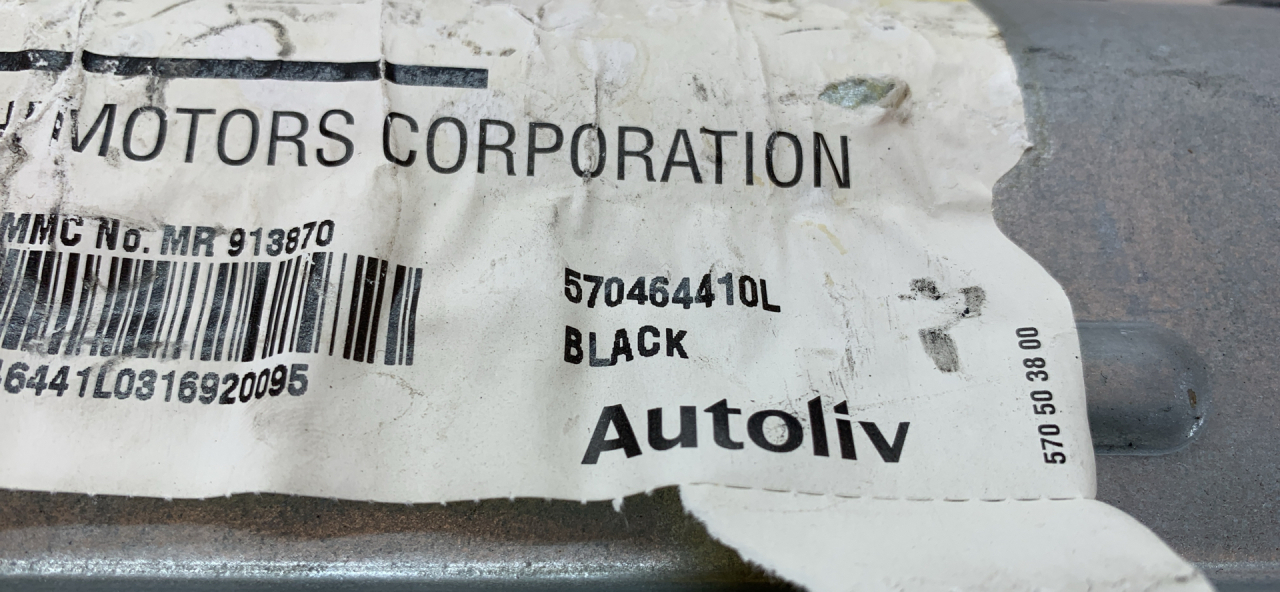 MOTORS CORPORATION
MMC No. MR 913870
570464410L
BLACK
6441L0316920095
Autoliv
570 50 38 00